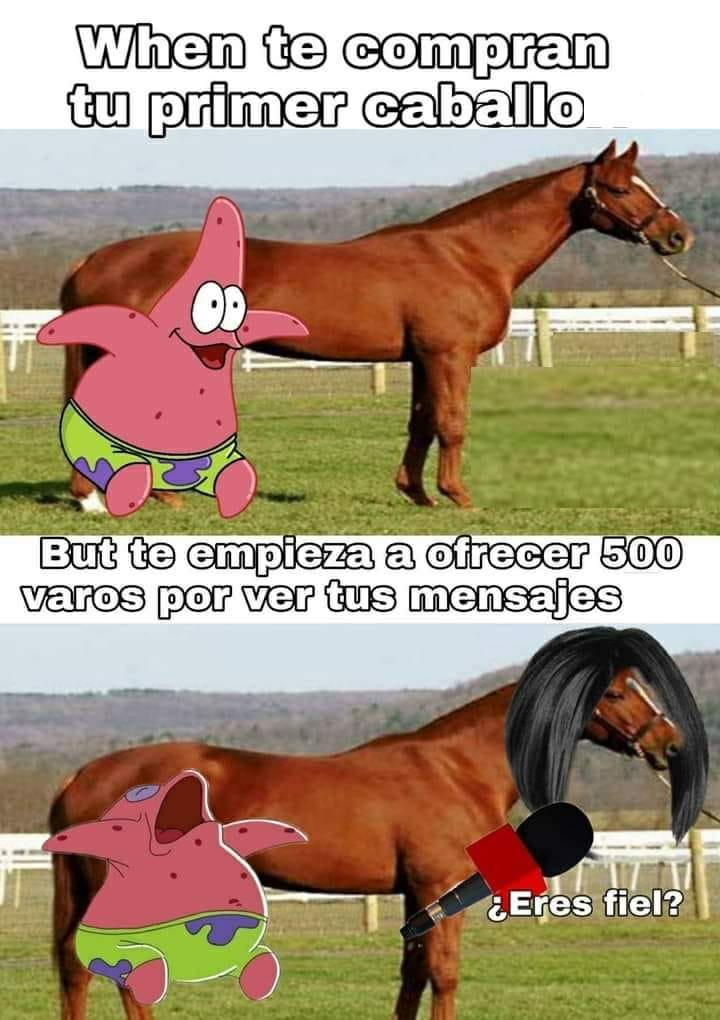 When te compran
tu primer caballo
But te empieza a ofrecer 500
varos por ver tus mensajes
¿Eres fiel?